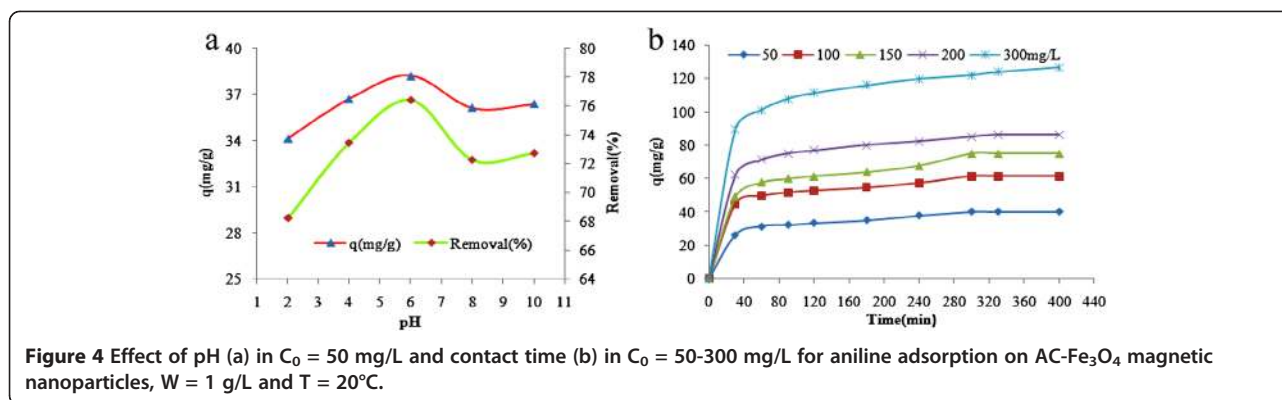 a
40
37
34
31
28
25
q(mg/g)
80
78
76
74
72
70
68
66
64
Removal(%)
q(mg/g) Removal(%)
1 2 3 4 5 6 7 8 9 10 11
pH
b
140
120
100
80
60
40
20
0
q(mg/g)
50 100 150 200 300mg/L
0 40 80 120 160 200 240 280 320 360 400 440
Time(min)
Figure 4 Effect of pH (a) in C₀ = 50 mg/L and contact time (b) in C₀ = 50-300 mg/L for aniline adsorption on AC-Fe₃O₄ magnetic
nanoparticles, W = 1 g/L and T = 20°C.